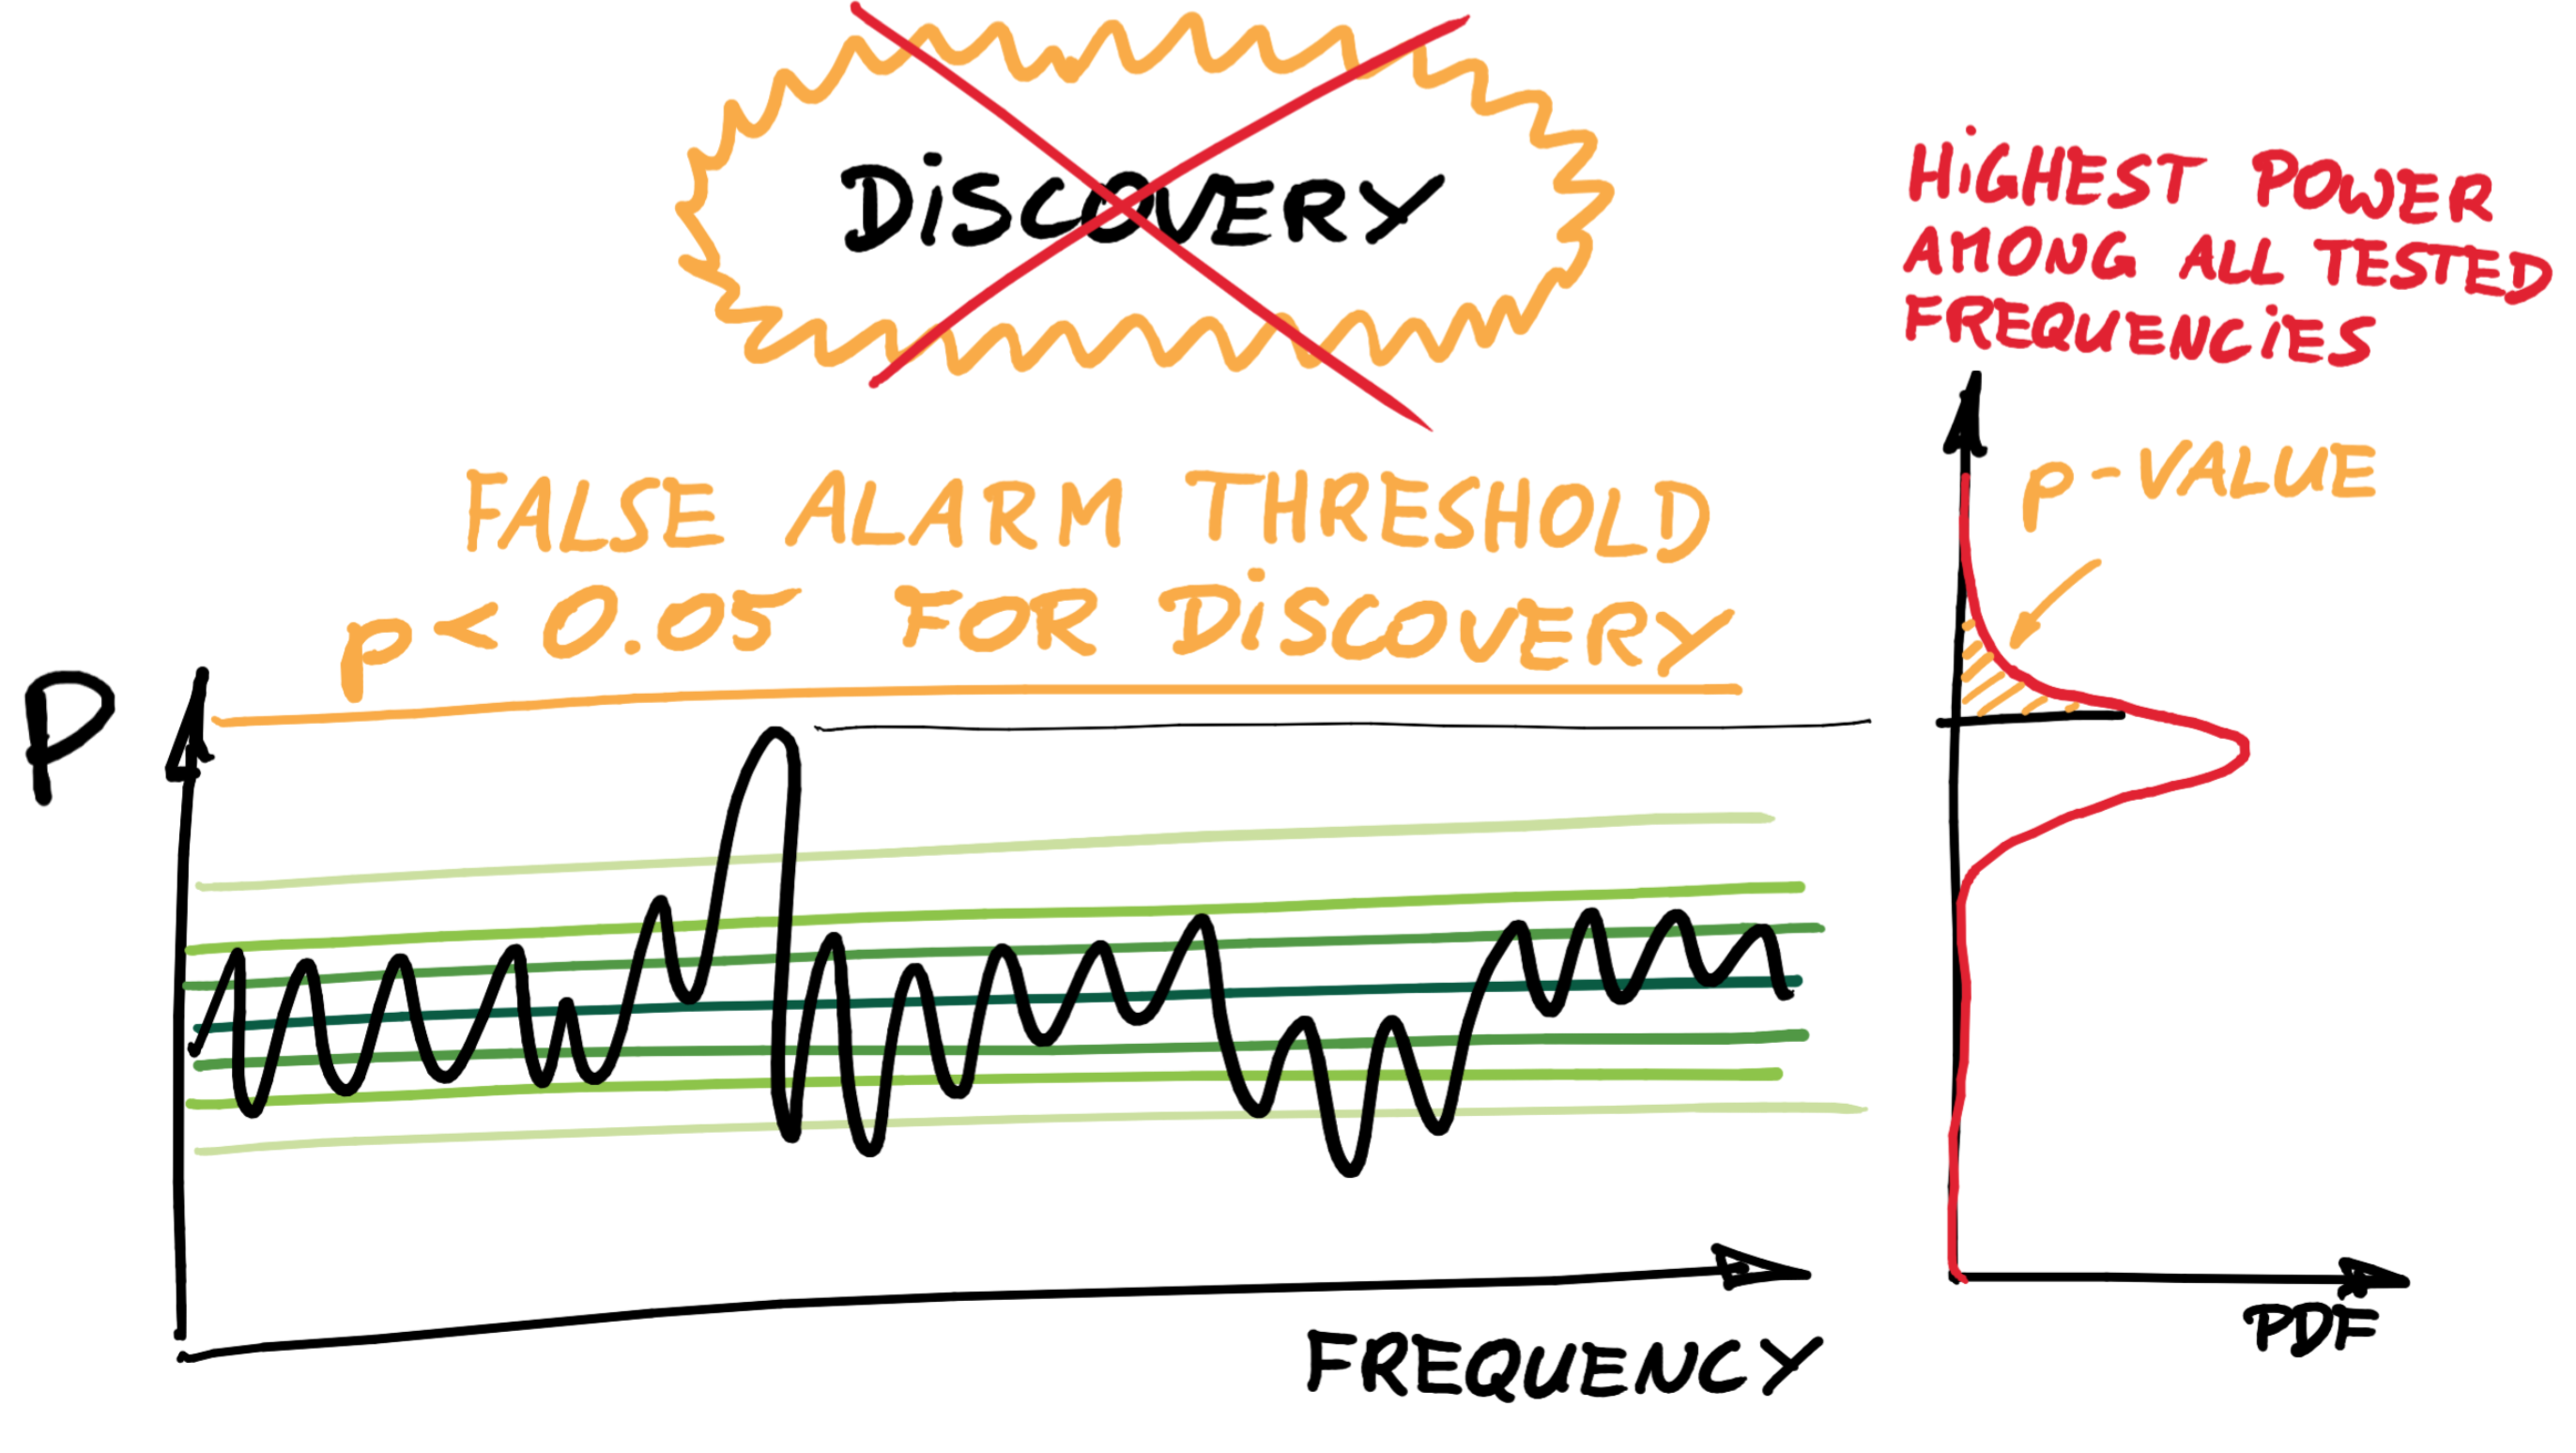 DiSCOVERY
HiGHEST POWER
AMONG ALL TESTED
FREQUENCiES
p-VALUE
FALSE ALARM THRESHOLD
p < 0.05 FOR DiSCOVERY
P
FREQUENCY
PDF